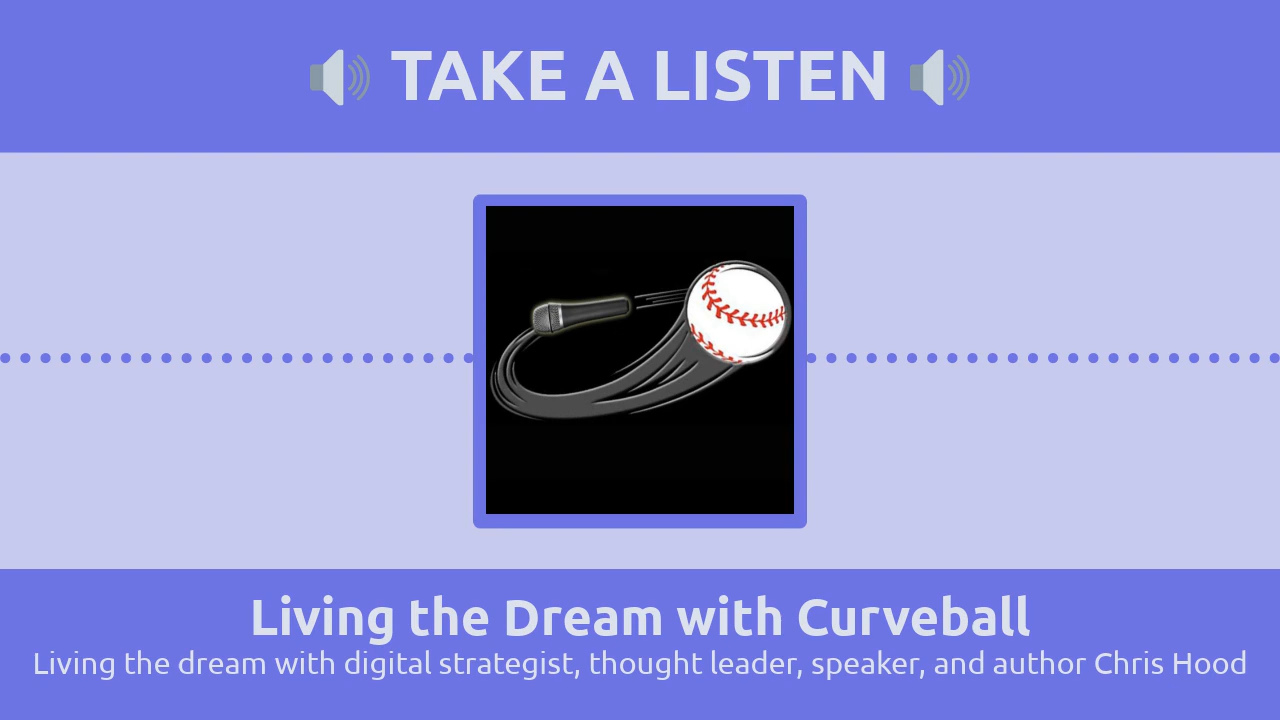 TAKE A LISTEN
Living the Dream with Curveball
Living the dream with digital strategist, thought leader, speaker, and author Chris Hood